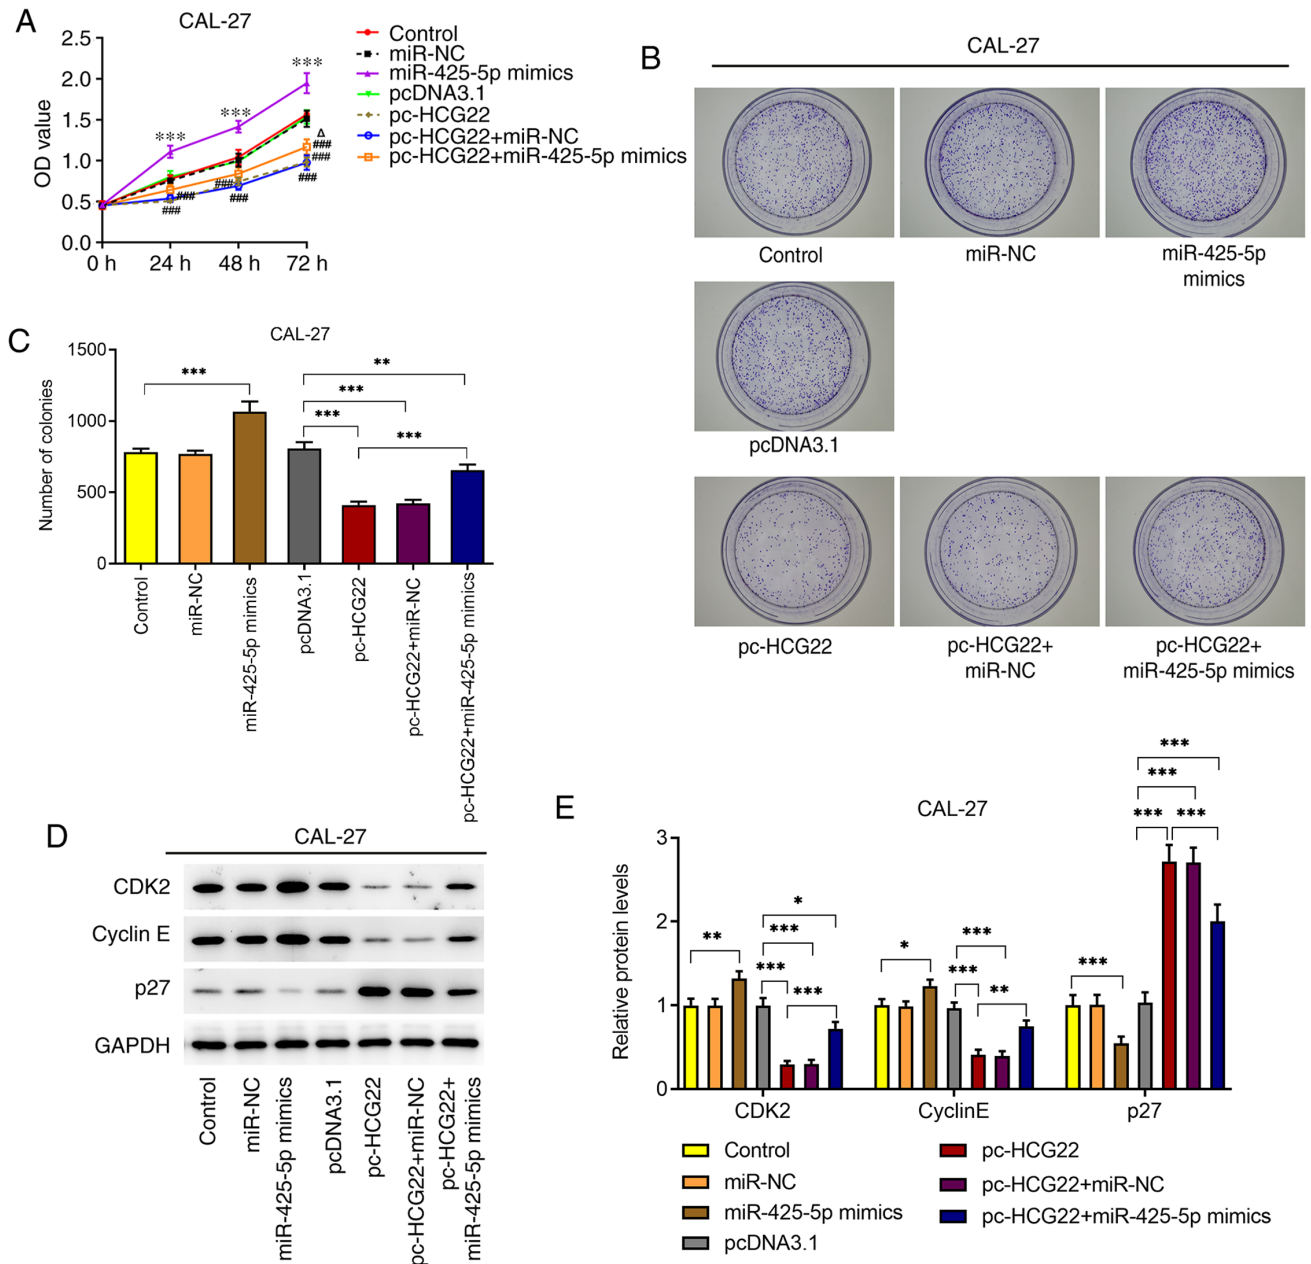 A
CAL-27
OD value
2.5
2.0
1.5
1.0
0.5
0.0
0 h
24 h
48 h
72 h
***
***
***
###
###
###
###
Δ
###
###
###
Control
miR-NC
miR-425-5p mimics
pcDNA3.1
pc-HCG22
pc-HCG22+miR-NC
pc-HCG22+miR-425-5p mimics
B
CAL-27
Control
miR-NC
miR-425-5p
mimics
pcDNA3.1
pc-HCG22
pc-HCG22+
miR-NC
pc-HCG22+
miR-425-5p mimics
C
CAL-27
Number of colonies
1500
1000
500
0
***
**
***
***
***
Control
miR-NC
miR-425-5p mimics
pcDNA3.1
pc-HCG22
pc-HCG22+miR-NC
pc-HCG22+miR-425-5p mimics
D
CAL-27
CDK2
Cyclin E
p27
GAPDH
Control
miR-NC
miR-425-5p mimics
pcDNA3.1
pc-HCG22
pc-HCG22+miR-NC
pc-HCG22+
miR-425-5p mimics
E
CAL-27
Relative protein levels
3
2
1
0
**
*
***
***
***
*
***
***
**
***
***
***
***
***
CDK2
CyclinE
p27
Control
miR-NC
miR-425-5p mimics
pcDNA3.1
pc-HCG22
pc-HCG22+miR-NC
pc-HCG22+miR-425-5p mimics